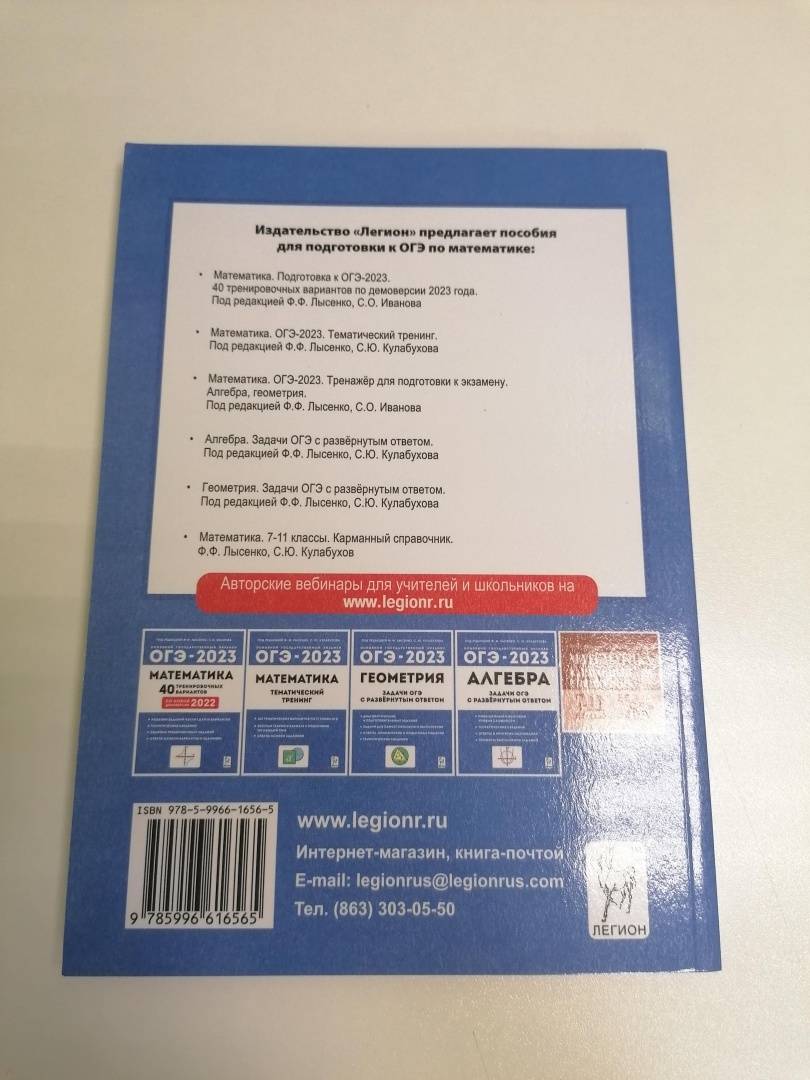 Издательство «Легион» предлагает пособия
для подготовки к ОГЭ по математике:
• Математика. Подготовка к ОГЭ-2023.
40 тренировочных вариантов по демоверсии 2023 года.
Под редакцией Ф.Ф. Лысенко, С.О. Иванова
• Математика. ОГЭ-2023. Тематический тренинг.
Под редакцией Ф.Ф. Лысенко, С.Ю. Кулабухова
• Математика. ОГЭ-2023. Тренажёр для подготовки к экзамену.
Алгебра, геометрия.
Под редакцией Ф.Ф. Лысенко, С.О. Иванова
• Алгебра. Задачи ОГЭ с развёрнутым ответом.
Под редакцией Ф.Ф. Лысенко, С.Ю. Кулабухова
• Геометрия. Задачи ОГЭ с развёрнутым ответом.
Под редакцией Ф.Ф. Лысенко, С.Ю. Кулабухова
• Математика. 7-11 классы. Карманный справочник.
Ф.Ф. Лысенко, С.Ю. Кулабухов
Авторские вебинары для учителей и школьников на
www.legionr.ru
ОГЭ-2023
МАТЕМАТИКА
40 ТРЕНИРОВОЧНЫХ
ВАРИАНТОВ
2022
ОГЭ-2023
МАТЕМАТИКА
ТЕМАТИЧЕСКИЙ
ТРЕНИНГ
ОГЭ-2023
ГЕОМЕТРИЯ
ЗАДАЧИ ОГЭ
С РАЗВЁРНУТЫМ ОТВЕТОМ
ОГЭ-2023
АЛГЕБРА
ЗАДАЧИ ОГЭ
С РАЗВЁРНУТЫМ ОТВЕТОМ
ISBN 978-5-9966-1656-5
9 785996 616565
www.legionr.ru
Интернет-магазин, книга-почтой
E-mail: legionrus@legionrus.com
Тел. (863) 303-05-50
ЛЕГИОН